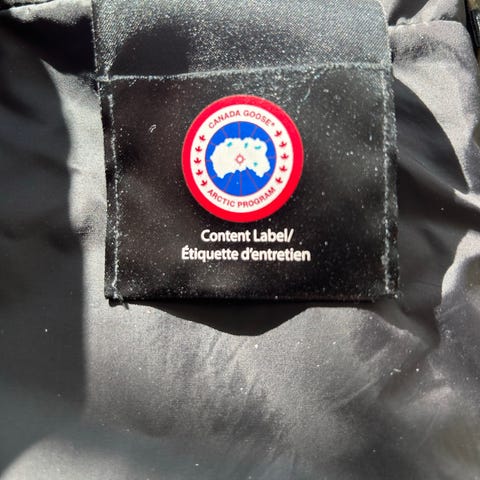 CANADA GOOSE®
ARCTIC PROGRAM
Content Label/
Étiquette d'entretien